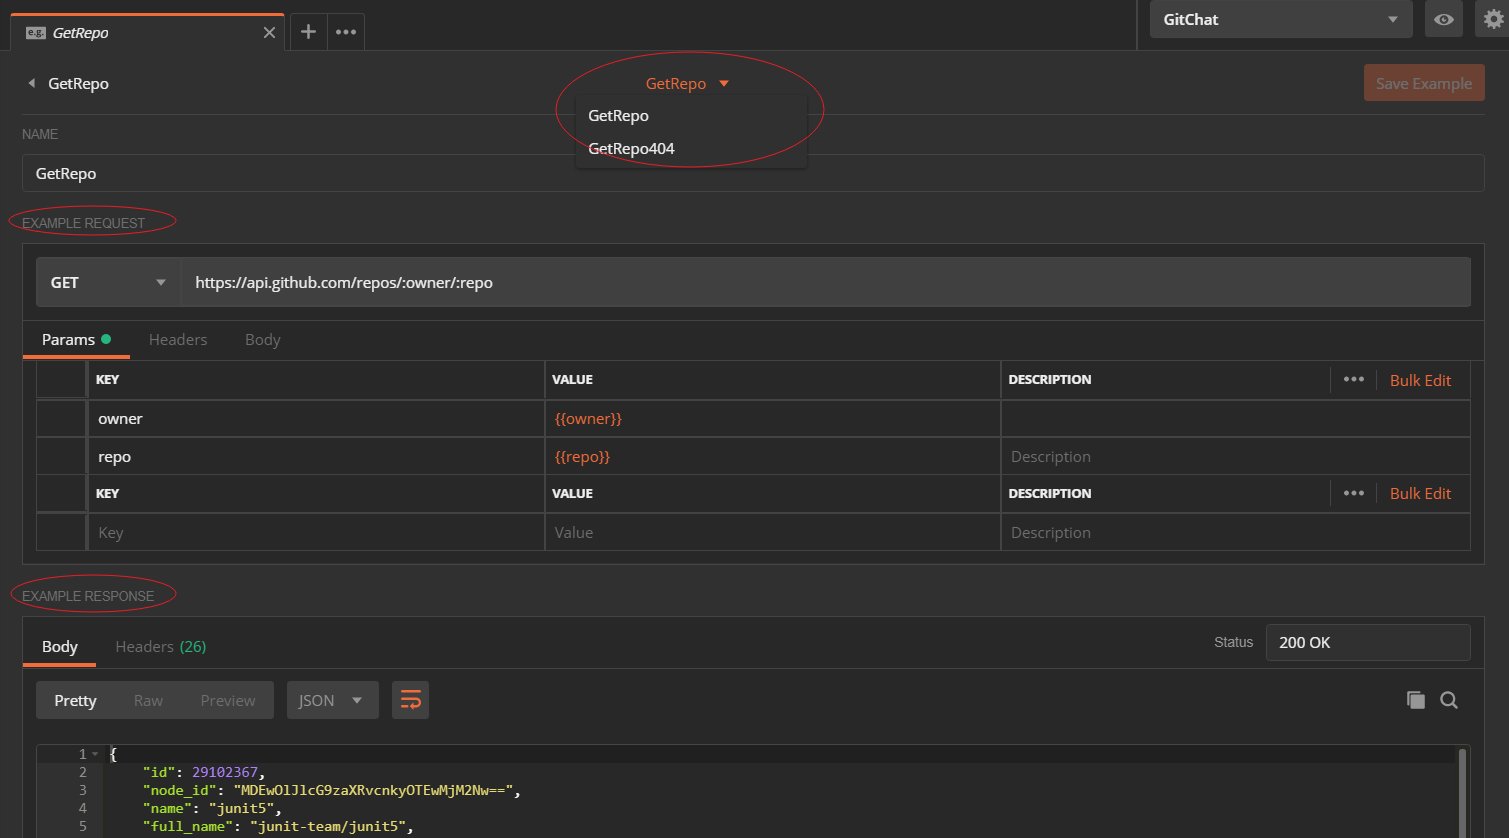 e.g. GetRepo
GitChat
GetRepo
GetRepo
Save Example
GetRepo
GetRepo404
NAME
GetRepo
EXAMPLE REQUEST
GET https://api.github.com/repos/:owner/:repo
Params Headers Body
KEY VALUE DESCRIPTION Bulk Edit
owner {{owner}}
repo {{repo}} Description
KEY VALUE DESCRIPTION Bulk Edit
Key Value Description
EXAMPLE RESPONSE
Body Headers (26) Status 200 OK
Pretty Raw Preview JSON
1 {
2 "id": 29102367,
3 "node_id": "MDEwOlJlcG9zaXRvcnkyOTEwMjM2Nw==",
4 "name": "junit5",
5 "full_name": "junit-team/junit5",